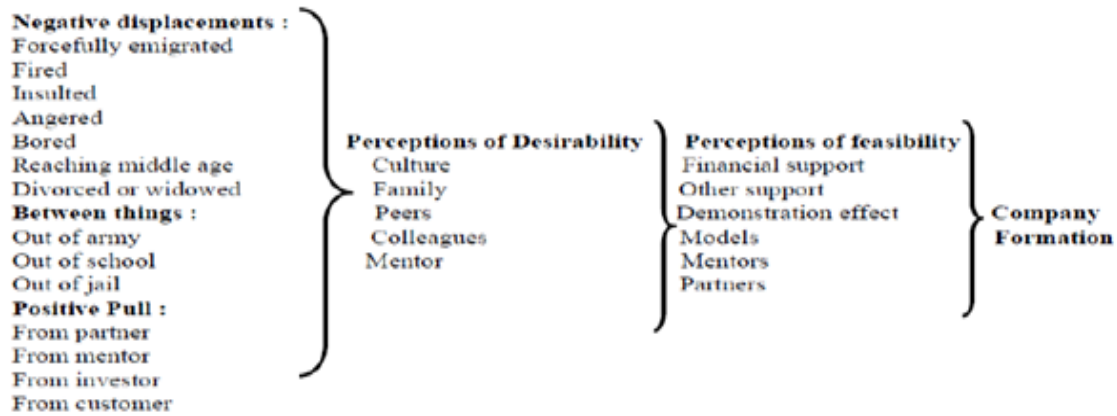 Negative displacements :
Forcefully emigrated
Fired
Insulted
Angered
Bored
Reaching middle age
Divorced or widowed
Between things :
Out of army
Out of school
Out of jail
Positive Pull :
From partner
From mentor
From investor
From customer
Perceptions of Desirability
Culture
Family
Peers
Colleagues
Mentor
Perceptions of feasibility
Financial support
Other support
Demonstration effect
Models
Mentors
Partners
Company
Formation